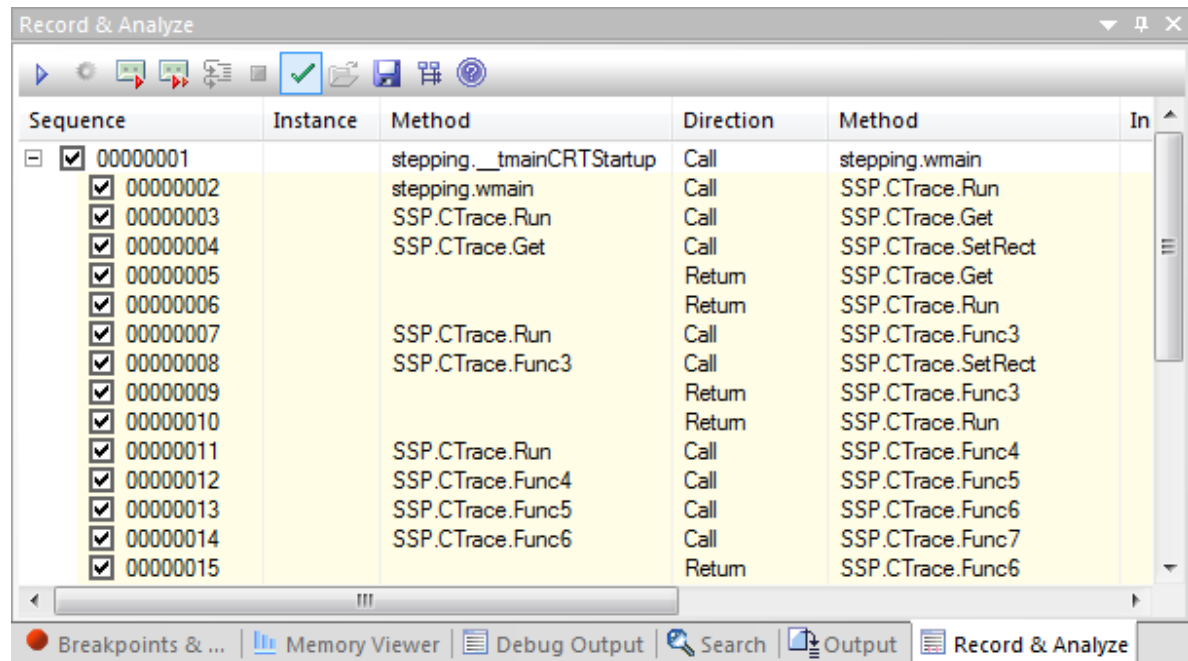 Record & Analyze
Sequence Instance Method Direction Method In
00000001 stepping.__tmainCRTStartup Call stepping.wmain
00000002 stepping.wmain Call SSP.CTrace.Run
00000003 SSP.CTrace.Run Call SSP.CTrace.Get
00000004 SSP.CTrace.Get Call SSP.CTrace.SetRect
00000005 Return SSP.CTrace.Get
00000006 Return SSP.CTrace.Run
00000007 SSP.CTrace.Run Call SSP.CTrace.Func3
00000008 SSP.CTrace.Func3 Call SSP.CTrace.SetRect
00000009 Return SSP.CTrace.Func3
00000010 Return SSP.CTrace.Run
00000011 SSP.CTrace.Run Call SSP.CTrace.Func4
00000012 SSP.CTrace.Func4 Call SSP.CTrace.Func5
00000013 SSP.CTrace.Func5 Call SSP.CTrace.Func6
00000014 SSP.CTrace.Func6 Call SSP.CTrace.Func7
00000015 Return SSP.CTrace.Func6
Breakpoints & ... Memory Viewer Debug Output Search Output Record & Analyze